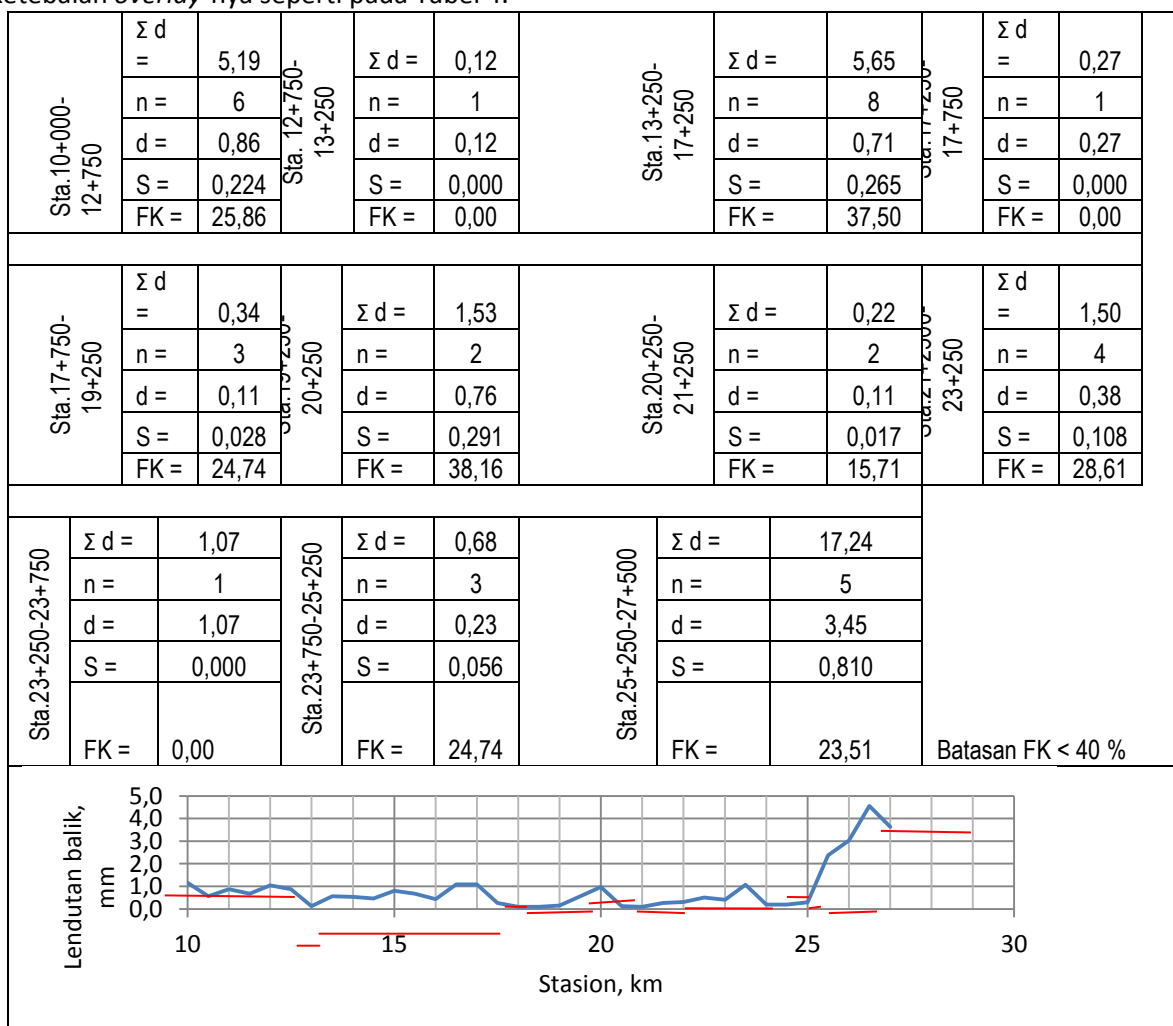 ketebalan overlay-nya seperti pada Tabel 4.
Sta.10+000-
12+750
Σ d
= 5,19
n = 6
d = 0,86
S = 0,224
FK = 25,86
Sta. 12+750-
13+250
Σ d = 0,12
n = 1
d = 0,12
S = 0,000
FK = 0,00
Sta.13+250-
17+250
Σ d = 5,65
n = 8
d = 0,71
S = 0,265
FK = 37,50
17+750
Σ d
= 0,27
n = 1
d = 0,27
S = 0,000
FK = 0,00
Sta.17+750-
19+250
Σ d
= 0,34
n = 3
d = 0,11
S = 0,028
FK = 24,74
20+250
Σ d = 1,53
n = 2
d = 0,76
S = 0,291
FK = 38,16
Sta.20+250-
21+250
Σ d = 0,22
n = 2
d = 0,11
S = 0,017
FK = 15,71
23+250
Σ d
= 1,50
n = 4
d = 0,38
S = 0,108
FK = 28,61
Sta.23+250-23+750
Σ d = 1,07
n = 1
d = 1,07
S = 0,000
FK = 0,00
Sta.23+750-25+250
Σ d = 0,68
n = 3
d = 0,23
S = 0,056
FK = 24,74
Sta.25+250-27+500
Σ d = 17,24
n = 5
d = 3,45
S = 0,810
FK = 23,51
Batasan FK < 40 %
Lendutan balik,
mm
5,0
4,0
3,0
2,0
1,0
0,0
10 15 20 25 30
Stasion, km